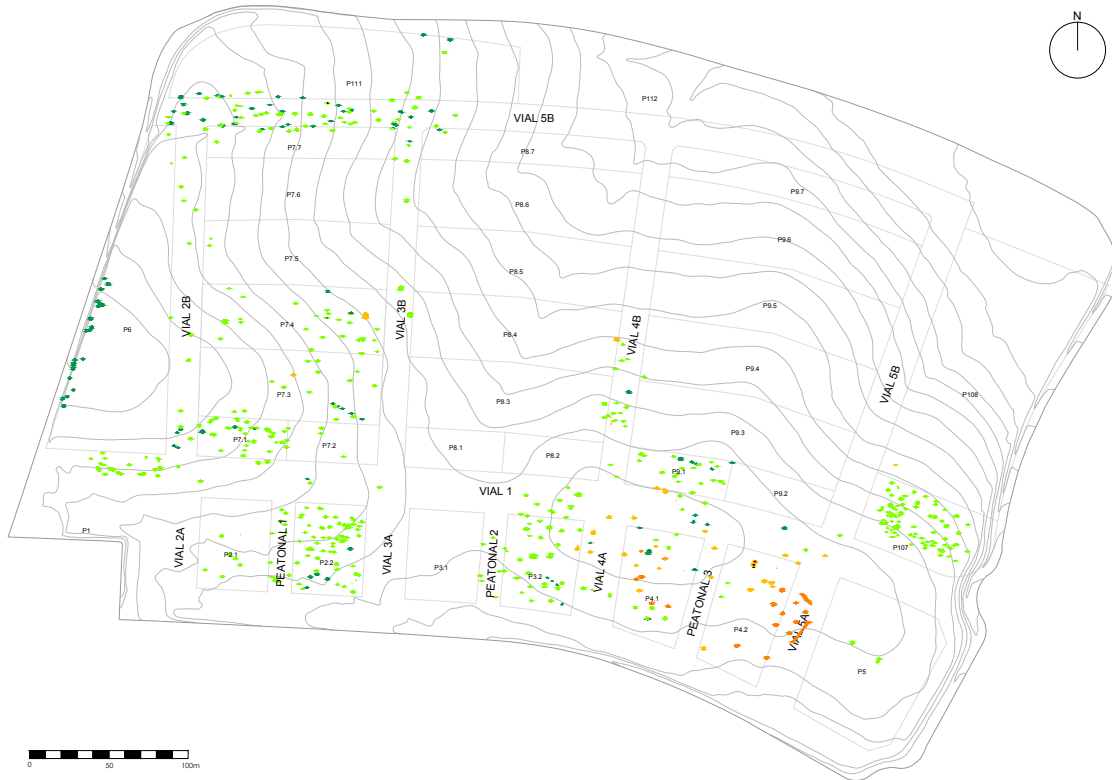 N
P111
P112
VIAL 5B
P7.7
P8.7
P7.6
P9.7
P8.6
P9.6
P7.5
P8.5
P9.5
P6
VIAL 2B
P7.4
VIAL 3B
P8.4
VIAL 4B
P9.4
VIAL 5B
P108
P7.3
P8.3
P9.3
P7.1
P7.2
P8.1
P8.2
P9.1
P9.2
VIAL 1
P1
VIAL 2A
P2.1
PEATONAL 1
P2.2
VIAL 3A
P3.1
PEATONAL 2
P3.2
VIAL 4A
P4.1
PEATONAL 3
P4.2
VIAL 5A
P5
P107
0 50 100m